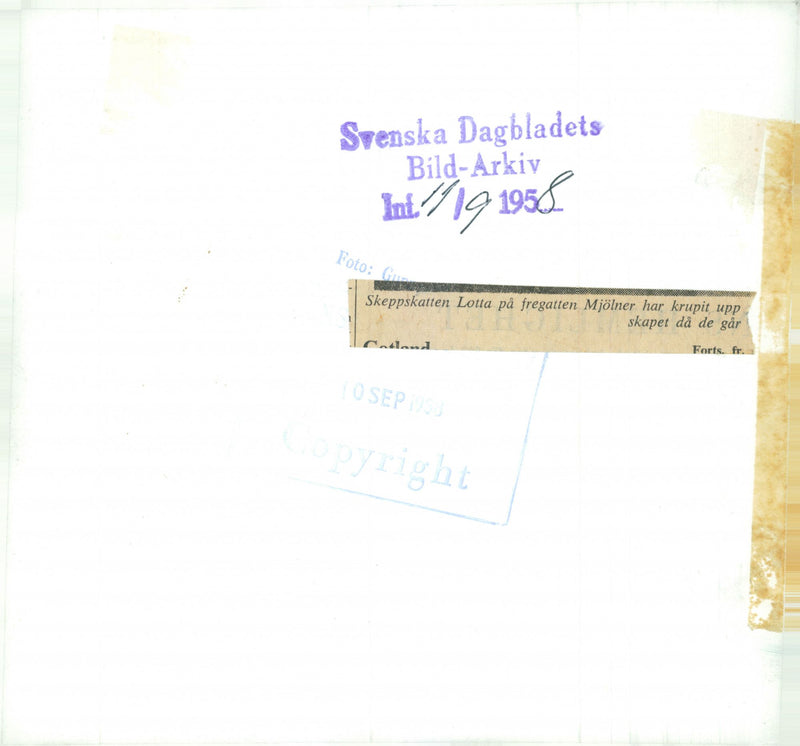 Svenska Dagbladets
Bild-Arkiv
Inf. 11/9 1958
Foto:
Skeppskatten Lotta på fregatten Mjölner har krupit upp
skapet då de går
Gotland
Forts. fr.
10 SEP 1958
Copyright